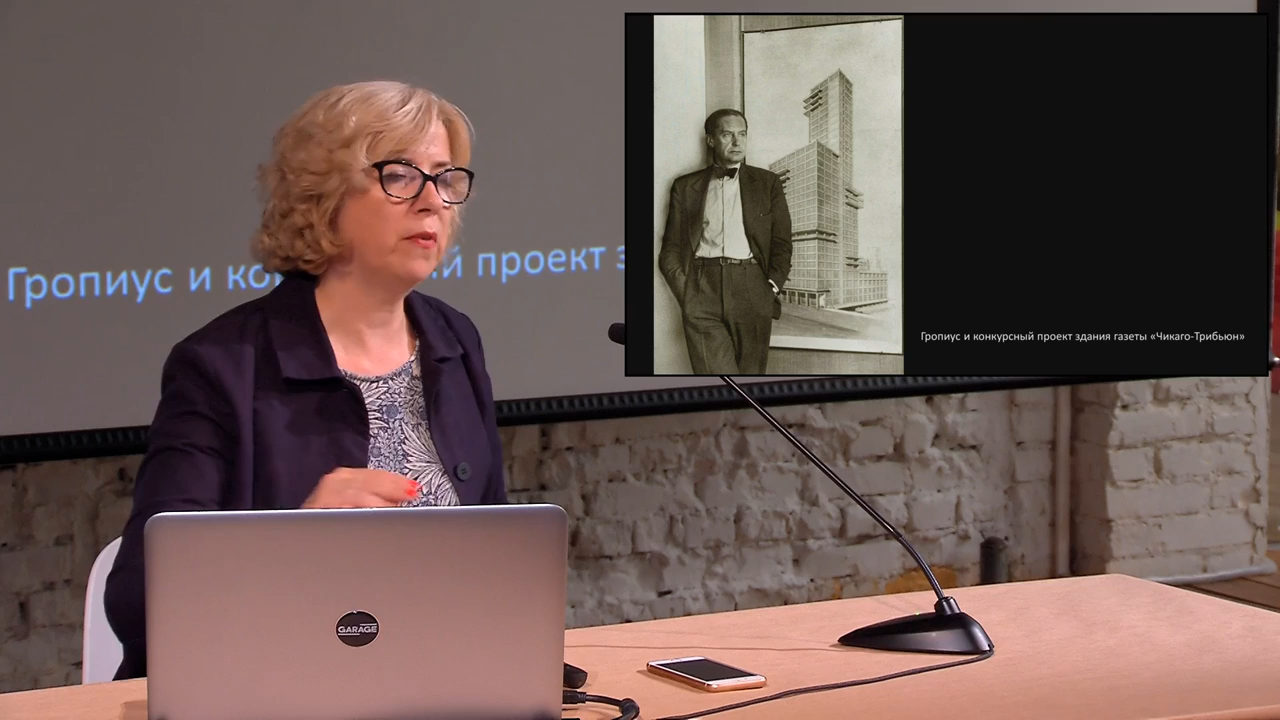 Гропиус и конкурсный проект здания газеты «Чикаго-Трибьюн»
Гропиус и ко й проект з
GARAGE